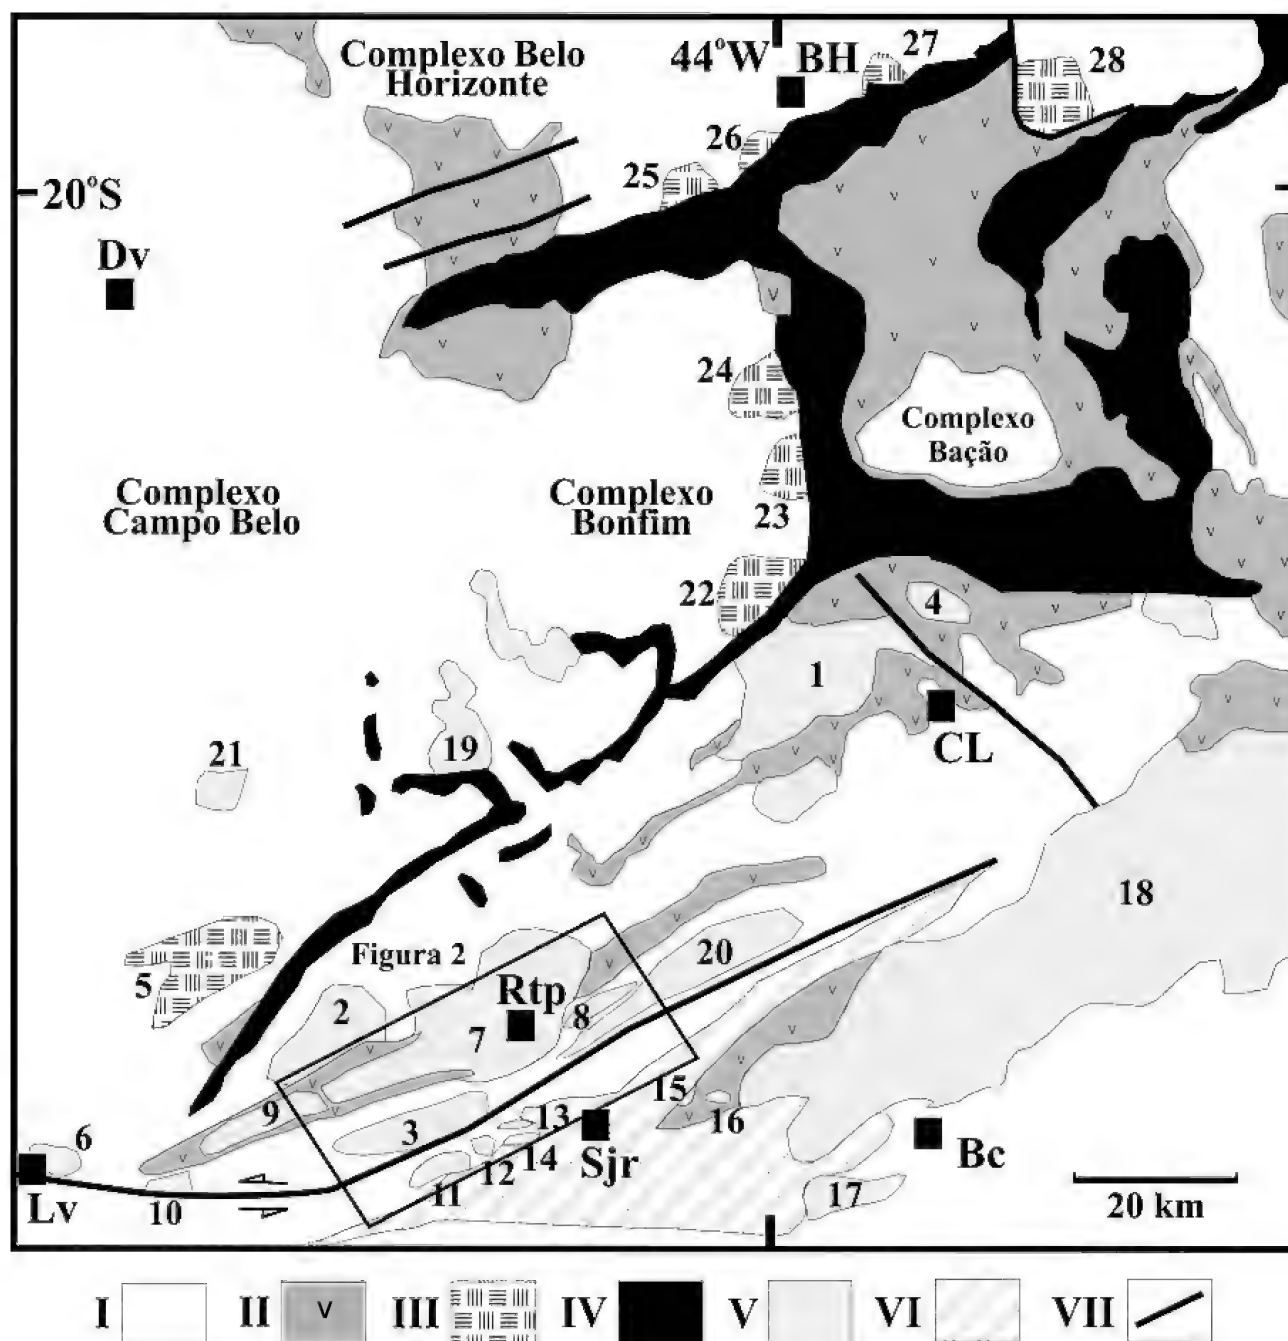 Complexo Belo
Horizonte
44°W
BH
27
28
26
25
20°S
Dv
24
Complexo
Bação
Complexo
Campo Belo
Complexo
Bonfim
23
22
4
1
CL
19
21
18
5
Figura 2
20
2
Rtp
8
7
15
9
3
13
16
6
12
14
Sjr
Bc
11
17
Lv
10
20 km
I
II
v
III
IV
V
VI
VII